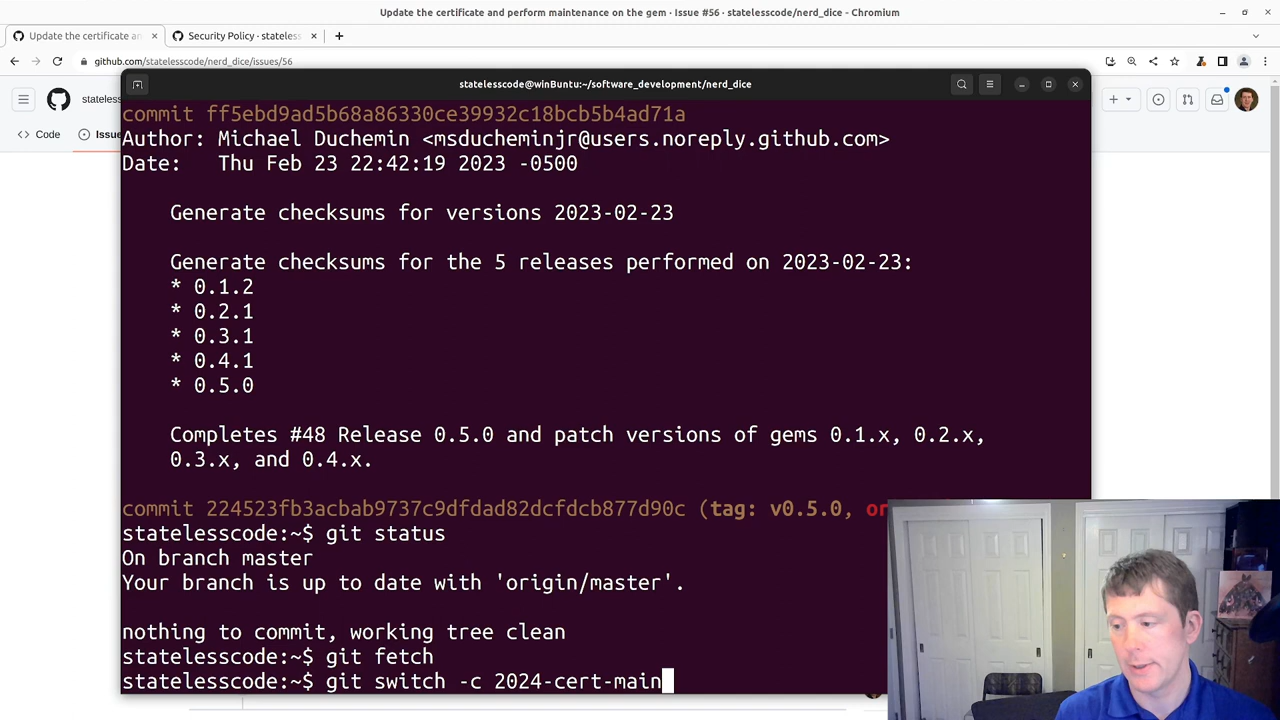 Update the certificate and perform maintenance on the gem · Issue #56 · statelesscode/nerd_dice - Chromium
Update the certificate an
Security Policy · stateles
github.com/statelesscode/nerd_dice/issues/56
stateless
Code
Issue
statelesscode@winBuntu:~/software_development/nerd_dice
commit ff5ebd9ad5b68a86330ce39932c18bcb5b4ad71a
Author: Michael Duchemin <msducheminjr@users.noreply.github.com>
Date: Thu Feb 23 22:42:19 2023 -0500
Generate checksums for versions 2023-02-23
Generate checksums for the 5 releases performed on 2023-02-23:
* 0.1.2
* 0.2.1
* 0.3.1
* 0.4.1
* 0.5.0
Completes #48 Release 0.5.0 and patch versions of gems 0.1.x, 0.2.x,
0.3.x, and 0.4.x.
commit 224523fb3acbab9737c9dfdad82dcfdcb877d90c (tag: v0.5.0, or
statelesscode:~$ git status
On branch master
Your branch is up to date with 'origin/master'.
nothing to commit, working tree clean
statelesscode:~$ git fetch
statelesscode:~$ git switch -c 2024-cert-main